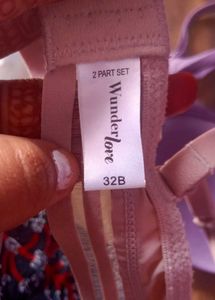 2 PART SET
Wunder
love
32B